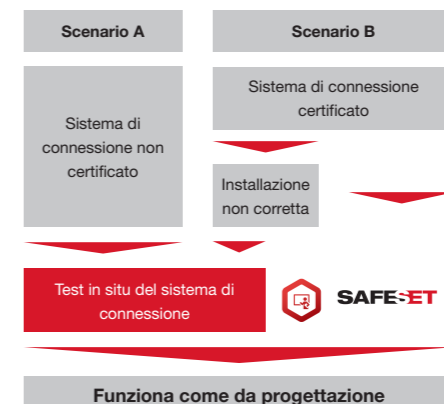 Scenario A
Scenario B
Sistema di
connessione non
certificato
Sistema di connessione
certificato
Installazione
non corretta
Test in situ del sistema di
connessione
SAFESET
Funziona come da progettazione